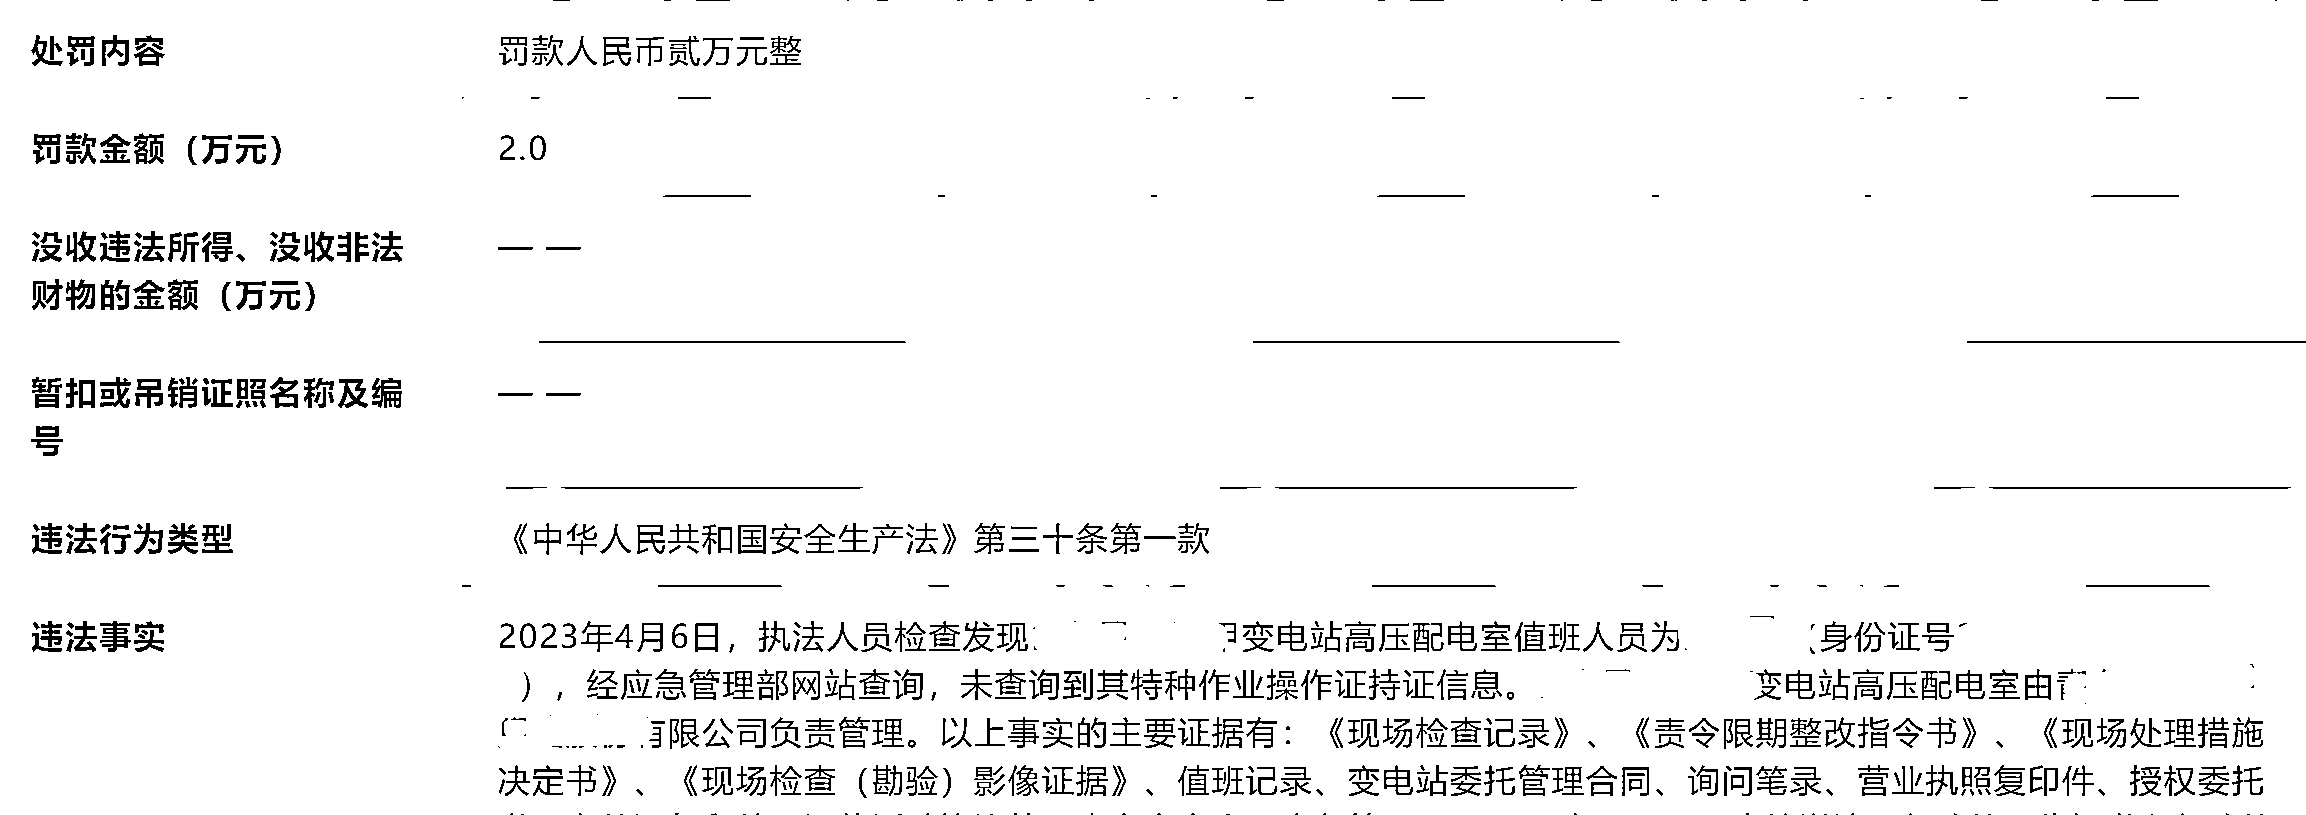 处罚内容 罚款人民币贰万元整
罚款金额（万元） 2.0
没收违法所得、没收非法 — —
财物的金额（万元）
暂扣或吊销证照名称及编 — —
号
违法行为类型 《中华人民共和国安全生产法》第三十条第一款
违法事实 2023年4月6日，执法人员检查发现 变电站高压配电室值班人员为 （身份证号
），经应急管理部网站查询，未查询到其特种作业操作证持证信息。 变电站高压配电室由
有限公司负责管理。以上事实的主要证据有：《现场检查记录》、《责令限期整改指令书》、《现场处理措施
决定书》、《现场检查（勘验）影像证据》、值班记录、变电站委托管理合同、询问笔录、营业执照复印件、授权委托